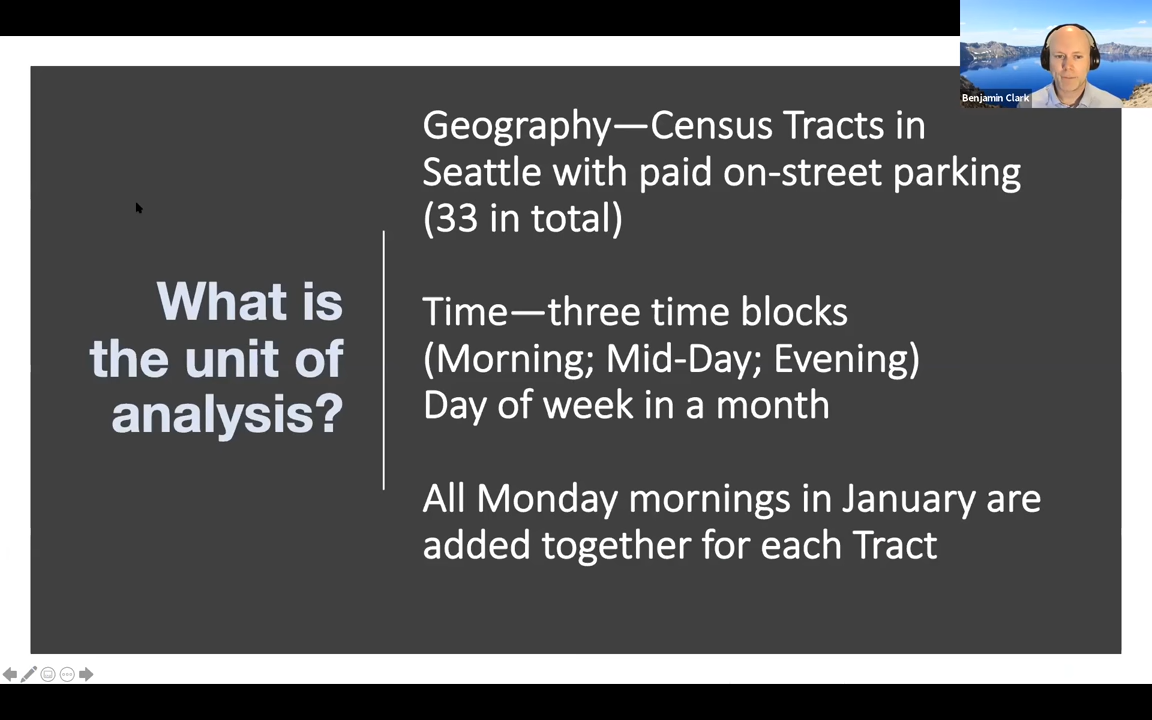 Benjamin Clark
What is
the unit of
analysis?
Geography—Census Tracts in
Seattle with paid on-street parking
(33 in total)
Time—three time blocks
(Morning; Mid-Day; Evening)
Day of week in a month
All Monday mornings in January are
added together for each Tract